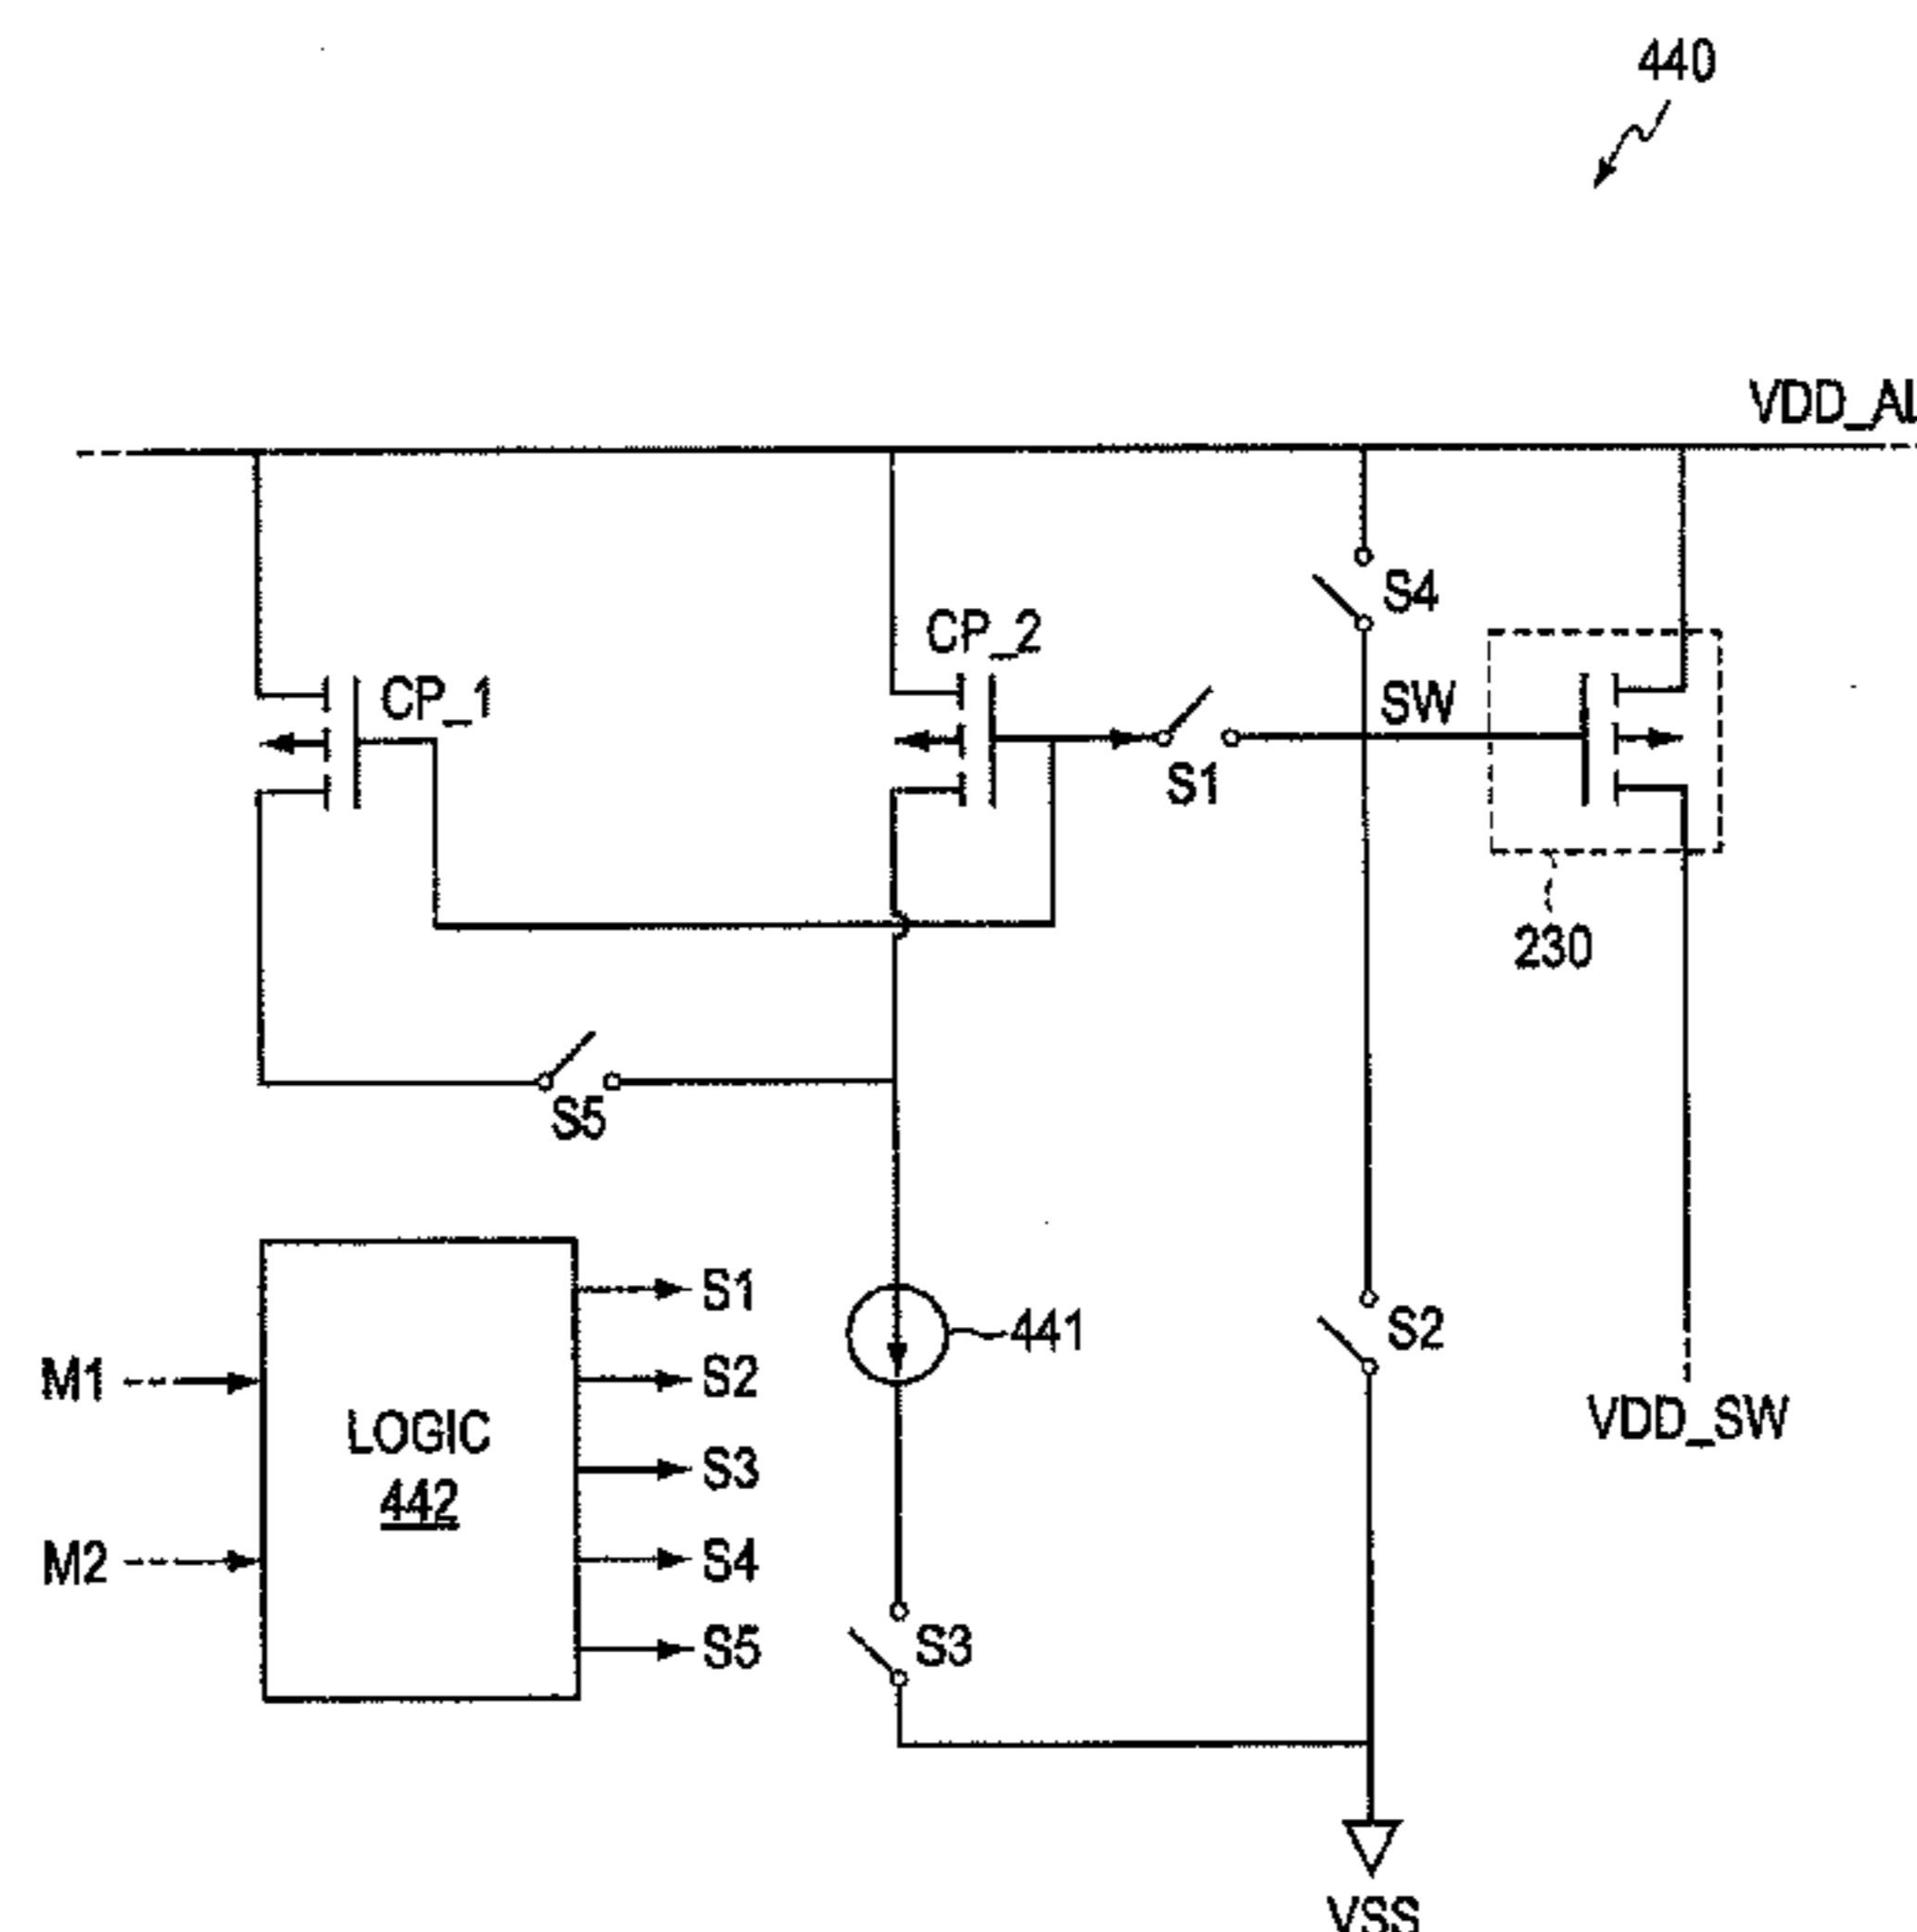 440
VDD_AL
S4
CP_2
CP_1
SW
S1
230
S5
S1
441
S2
M1
S2
VDD_SW
LOGIC
442
S3
M2
S4
S3
S5
VSS